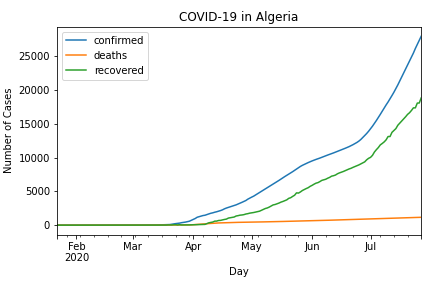 COVID-19 in Algeria
confirmed
deaths
recovered
Number of Cases
25000
20000
15000
10000
5000
0
Feb Mar Apr May Jun Jul
2020
Day